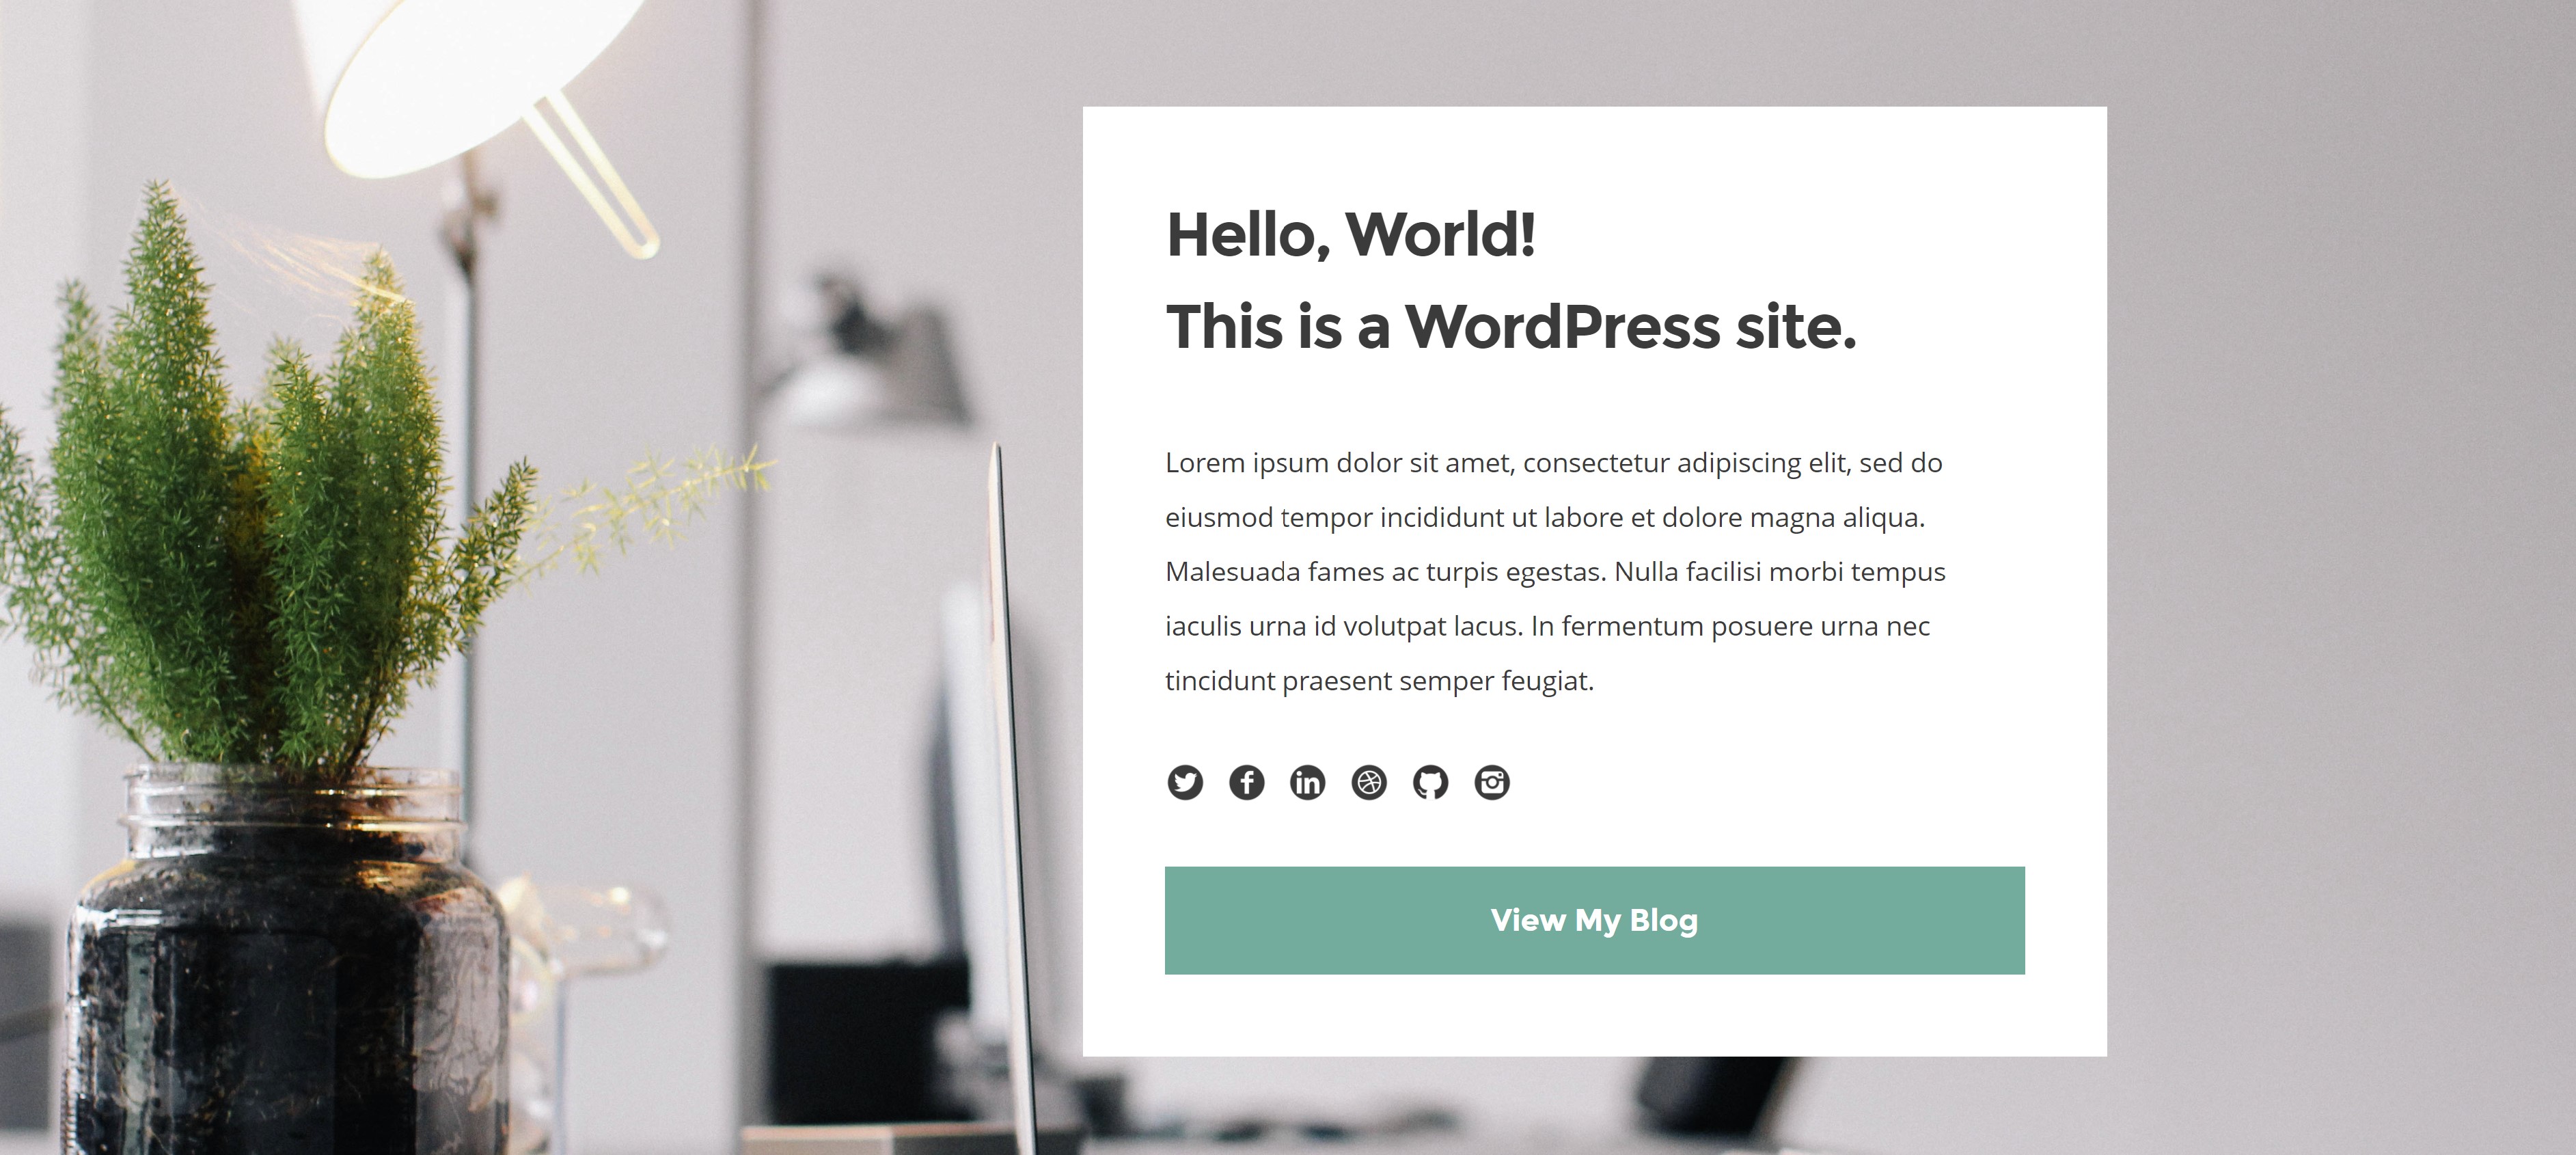 Hello, World!
This is a WordPress site.
Lorem ipsum dolor sit amet, consectetur adipiscing elit, sed do
eiusmod tempor incididunt ut labore et dolore magna aliqua.
Malesuada fames ac turpis egestas. Nulla facilisi morbi tempus
iaculis urna id volutpat lacus. In fermentum posuere urna nec
tincidunt praesent semper feugiat.
View My Blog